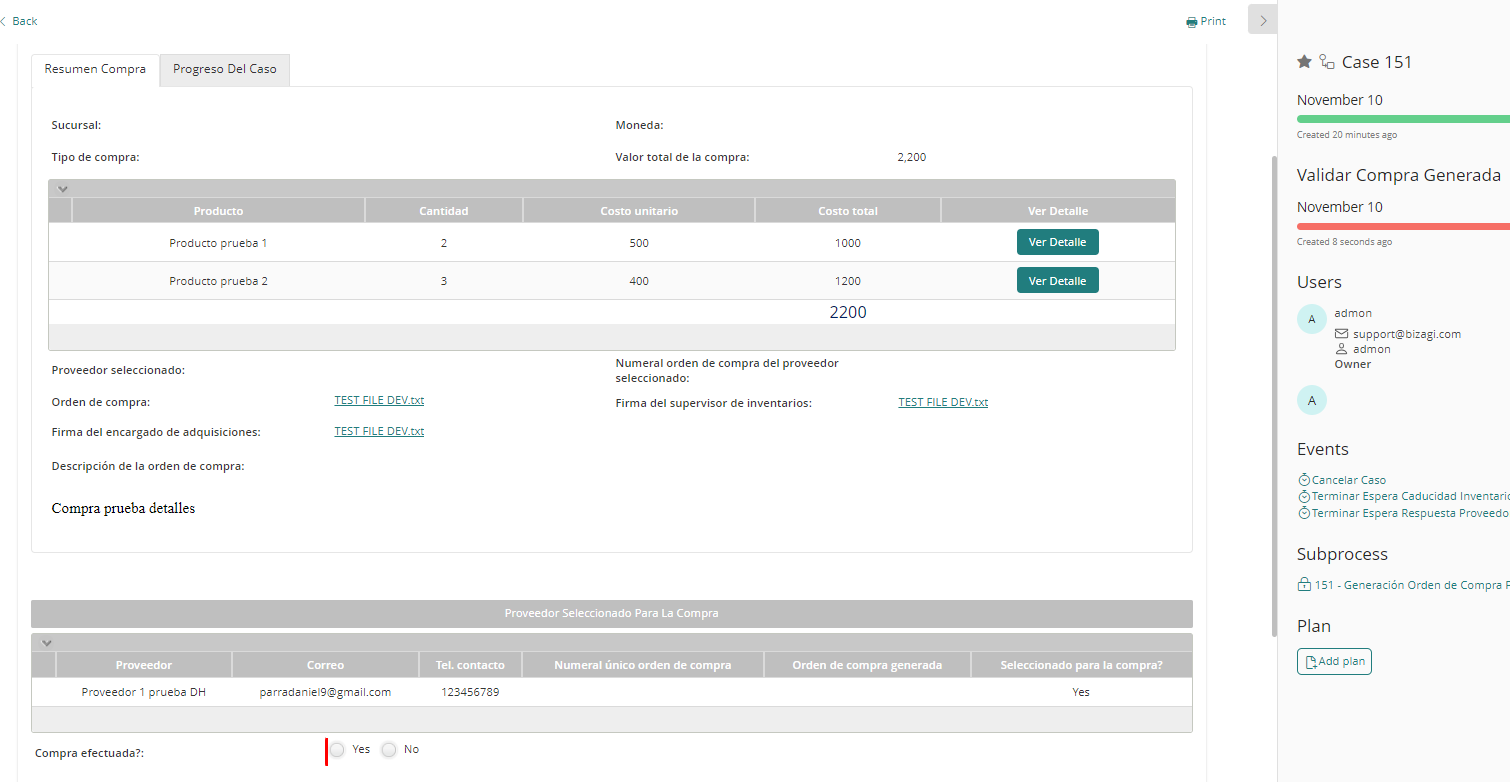 Back
Print
Resumen Compra
Progreso Del Caso
Sucursal:
Moneda:
Tipo de compra:
Valor total de la compra: 2,200
Producto Cantidad Costo unitario Costo total Ver Detalle
Producto prueba 1 2 500 1000 Ver Detalle
Producto prueba 2 3 400 1200 Ver Detalle
2200
Proveedor seleccionado:
Numeral orden de compra del proveedor
seleccionado:
Orden de compra: TEST FILE DEV.txt
Firma del supervisor de inventarios: TEST FILE DEV.txt
Firma del encargado de adquisiciones: TEST FILE DEV.txt
Descripción de la orden de compra:
Compra prueba detalles
Proveedor Seleccionado Para La Compra
Proveedor Correo Tel. contacto Numeral único orden de compra Orden de compra generada Seleccionado para la compra?
Proveedor 1 prueba DH parradaniel9@gmail.com 123456789 Yes
Compra efectuada?: Yes No
Case 151
November 10
Created 20 minutes ago
Validar Compra Generada
November 10
Created 8 seconds ago
Users
A admon
support@bizagi.com
admon
Owner
A
Events
Cancelar Caso
Terminar Espera Caducidad Inventario
Terminar Espera Respuesta Proveedo
Subprocess
151 - Generación Orden de Compra P
Plan
Add plan